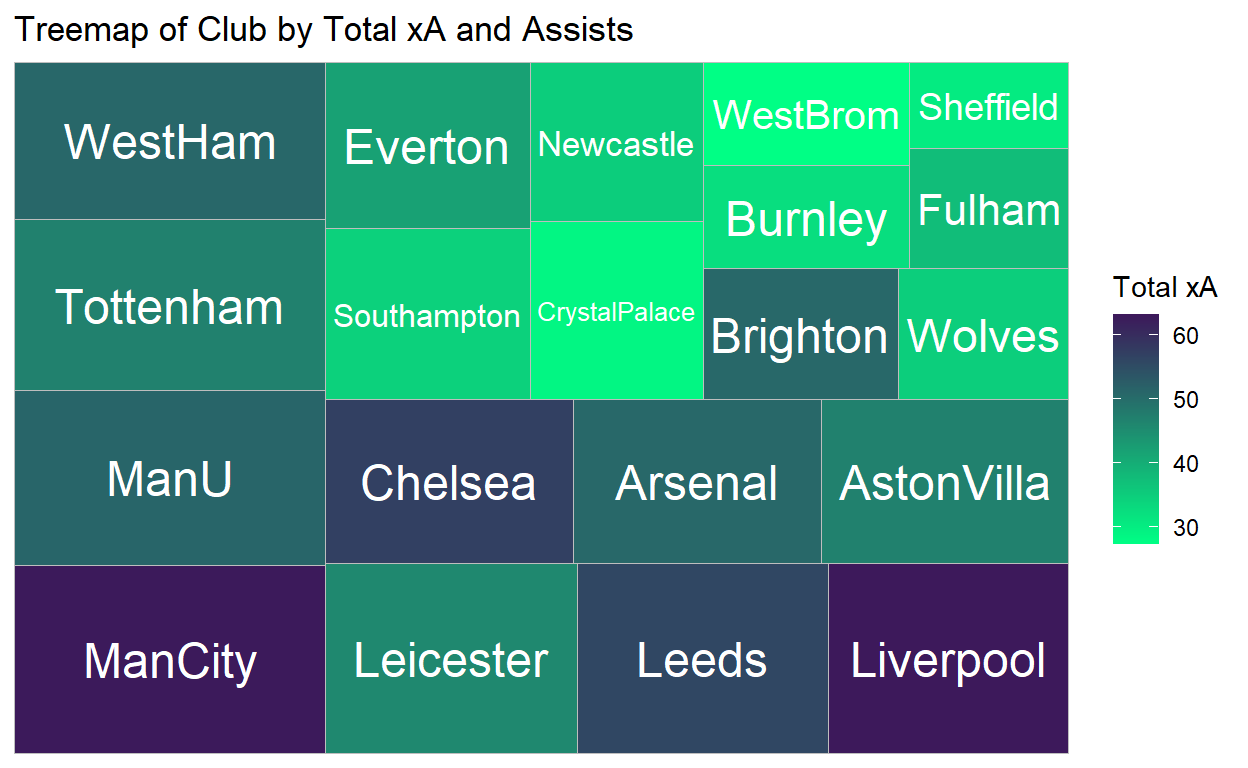 Treemap of Club by Total xA and Assists
WestHam
Everton
Newcastle
WestBrom
Sheffield
Burnley
Fulham
Tottenham
Southampton
CrystalPalace
Brighton
Wolves
ManU
Chelsea
Arsenal
AstonVilla
ManCity
Leicester
Leeds
Liverpool
Total xA
60
50
40
30